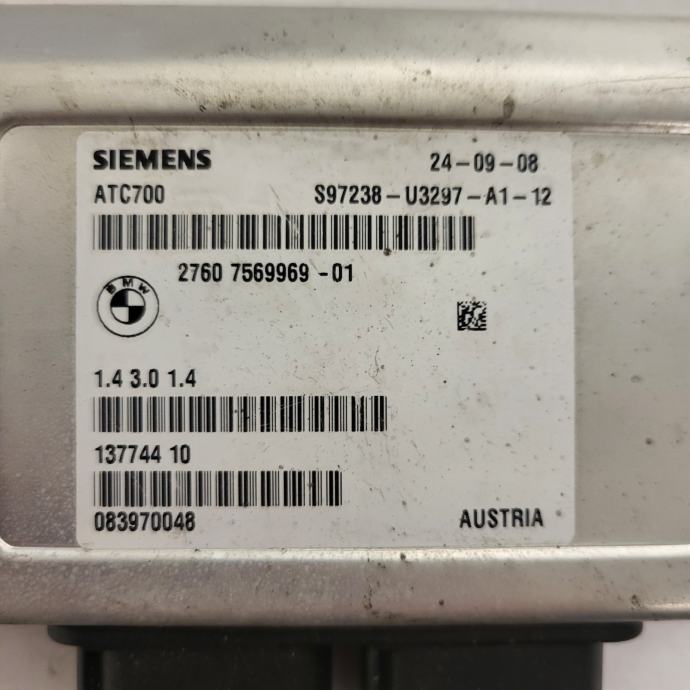 SIEMENS 24-09-08
ATC700 S97238-U3297-A1-12
2760 7569969 -01
BMW
1.4 3.0 1.4
137744 10
083970048 AUSTRIA